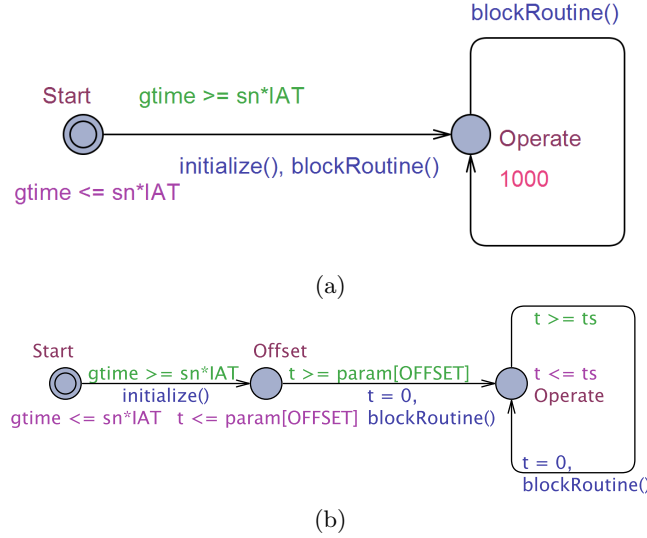 blockRoutine()
Start
gtime >= sn*IAT
initialize(), blockRoutine()
Operate
gtime <= sn*IAT
1000
(a)
t >= ts
Start
Offset
gtime >= sn*IAT
t >= param[OFFSET]
t <= ts
initialize()
t = 0,
Operate
gtime <= sn*IAT
t <= param[OFFSET]
blockRoutine()
t = 0,
blockRoutine()
(b)